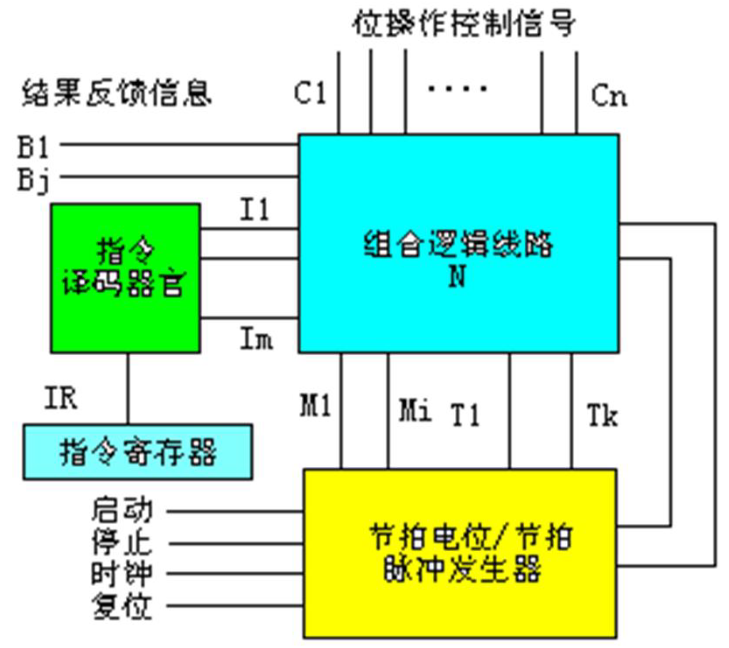 位操作控制信号
结果反馈信息
C1
····
Cn
B1
Bj
I1
指令
译码器官
组合逻辑线路
N
Im
IR
M1
Mi
T1
Tk
指令寄存器
启动
停止
时钟
复位
节拍电位/节拍
脉冲发生器